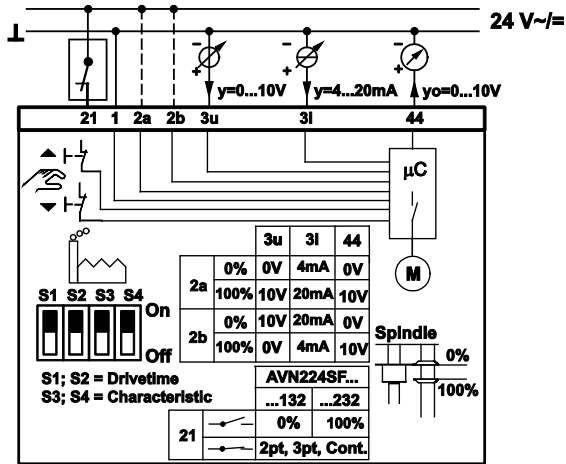 24 V~/=
⊥
- + - + - +
y=0...10V y=4...20mA yo=0...10V
21 1 2a 2b 3u 3I 44
µC
M
3u 3I 44
2a 0% 0V 4mA 0V
100% 10V 20mA 10V
2b 0% 10V 20mA 0V
100% 0V 4mA 10V
S1 S2 S3 S4
On
Off
S1; S2 = Drivetime
S3; S4 = Characteristic
Spindle
0%
100%
AVN224SF...
...132 ...232
21 0% 100%
2pt, 3pt, Cont.